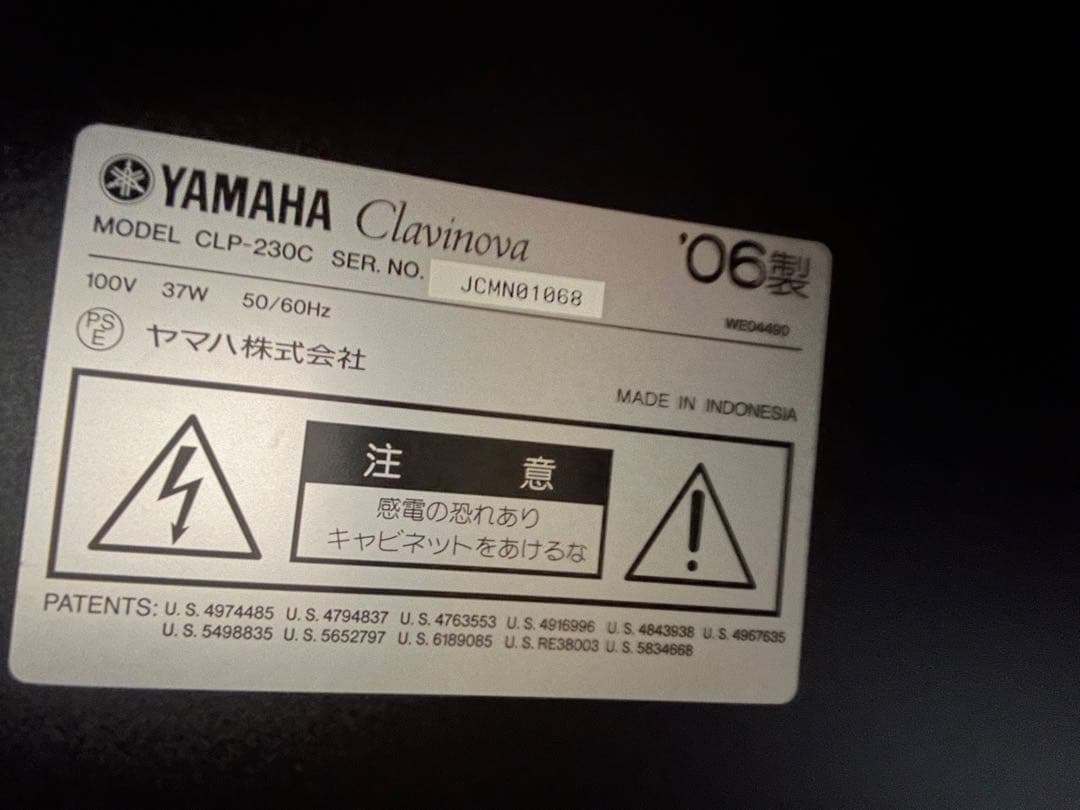 YAMAHA Clavinova '06製
MODEL CLP-230C SER. NO. JCMN01068
100V 37W 50/60Hz WE04490
PSE ヤマハ株式会社
MADE IN INDONESIA
注意
感電の恐れあり
キャビネットをあけるな
PATENTS: U. S. 4974485 U. S. 4794837 U. S. 4763553 U. S. 4916996 U. S. 4843938 U. S. 4967635
U. S. 5498835 U. S. 5652797 U. S. 6189085 U. S. RE38003 U. S. 5834668